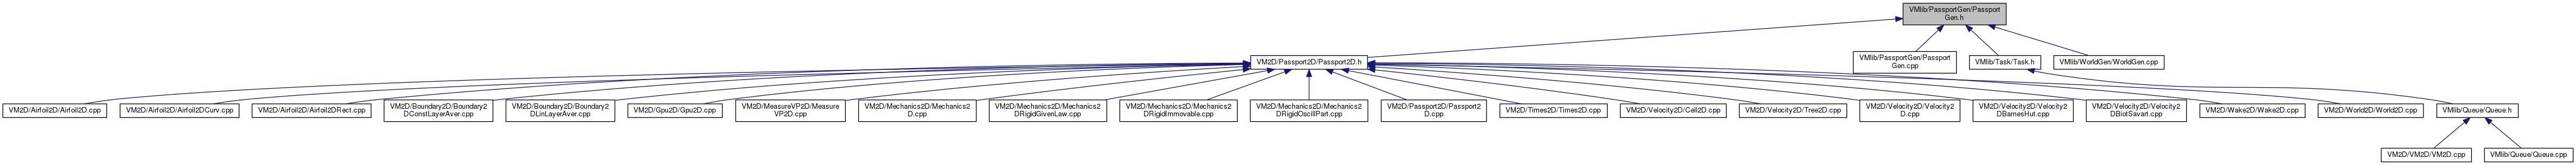 VMlib/PassportGen/Passport
Gen.h
VM2D/Passport2D/Passport2D.h
VMlib/PassportGen/Passport
Gen.cpp
VMlib/Task/Task.h
VMlib/WorldGen/WorldGen.cpp
VM2D/Airfoil2D/Airfoil2D.cpp
VM2D/Airfoil2D/Airfoil2DCurv.cpp
VM2D/Airfoil2D/Airfoil2DRect.cpp
VM2D/Boundary2D/Boundary2
DConstLayerAver.cpp
VM2D/Boundary2D/Boundary2
DLinLayerAver.cpp
VM2D/Gpu2D/Gpu2D.cpp
VM2D/MeasureVP2D/Measure
VP2D.cpp
VM2D/Mechanics2D/Mechanics2
D.cpp
VM2D/Mechanics2D/Mechanics2
DRigidGivenLaw.cpp
VM2D/Mechanics2D/Mechanics2
DRigidImmovable.cpp
VM2D/Mechanics2D/Mechanics2
DRigidOscillPart.cpp
VM2D/Passport2D/Passport2
D.cpp
VM2D/Times2D/Times2D.cpp
VM2D/Velocity2D/Cell2D.cpp
VM2D/Velocity2D/Tree2D.cpp
VM2D/Velocity2D/Velocity2
D.cpp
VM2D/Velocity2D/Velocity2
DBarnesHut.cpp
VM2D/Velocity2D/Velocity2
DBiotSavart.cpp
VM2D/Wake2D/Wake2D.cpp
VM2D/World2D/World2D.cpp
VMlib/Queue/Queue.h
VM2D/VM2D/VM2D.cpp
VMlib/Queue/Queue.cpp